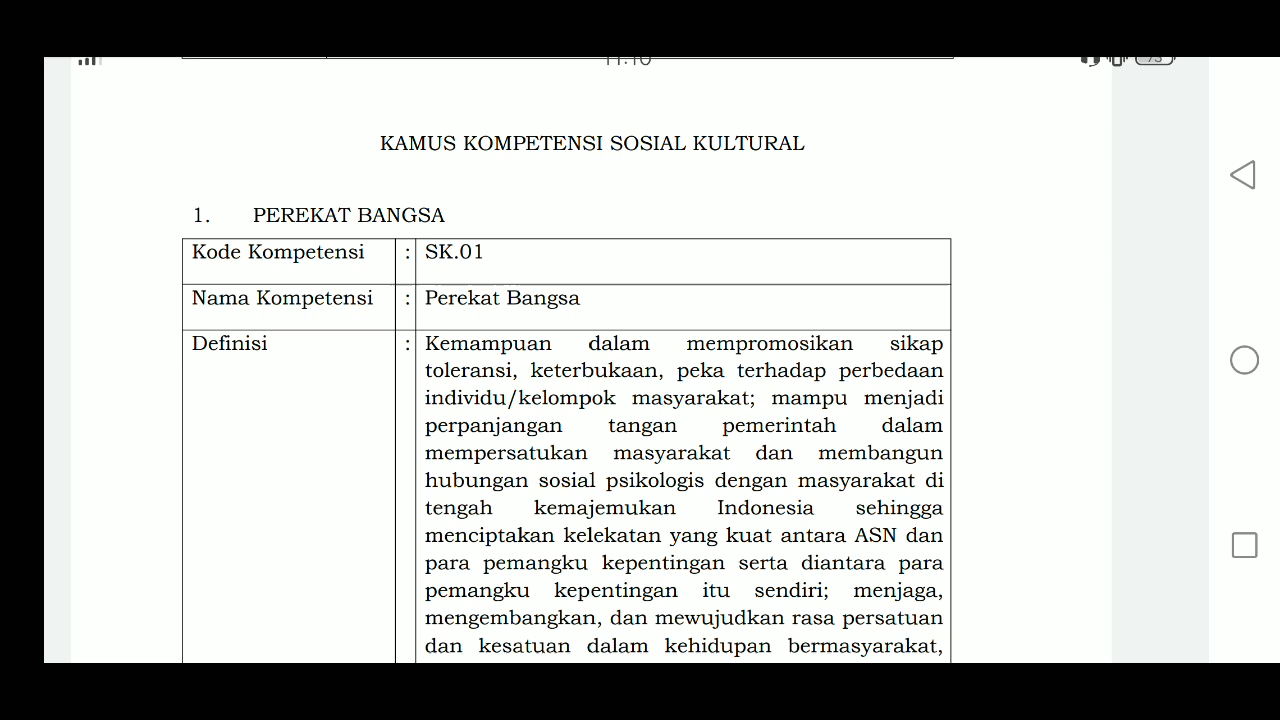 KAMUS KOMPETENSI SOSIAL KULTURAL
1. PEREKAT BANGSA
Kode Kompetensi : SK.01
Nama Kompetensi : Perekat Bangsa
Definisi : Kemampuan dalam mempromosikan sikap
toleransi, keterbukaan, peka terhadap perbedaan
individu/kelompok masyarakat; mampu menjadi
perpanjangan tangan pemerintah dalam
mempersatukan masyarakat dan membangun
hubungan sosial psikologis dengan masyarakat di
tengah kemajemukan Indonesia sehingga
menciptakan kelekatan yang kuat antara ASN dan
para pemangku kepentingan serta diantara para
pemangku kepentingan itu sendiri; menjaga,
mengembangkan, dan mewujudkan rasa persatuan
dan kesatuan dalam kehidupan bermasyarakat,